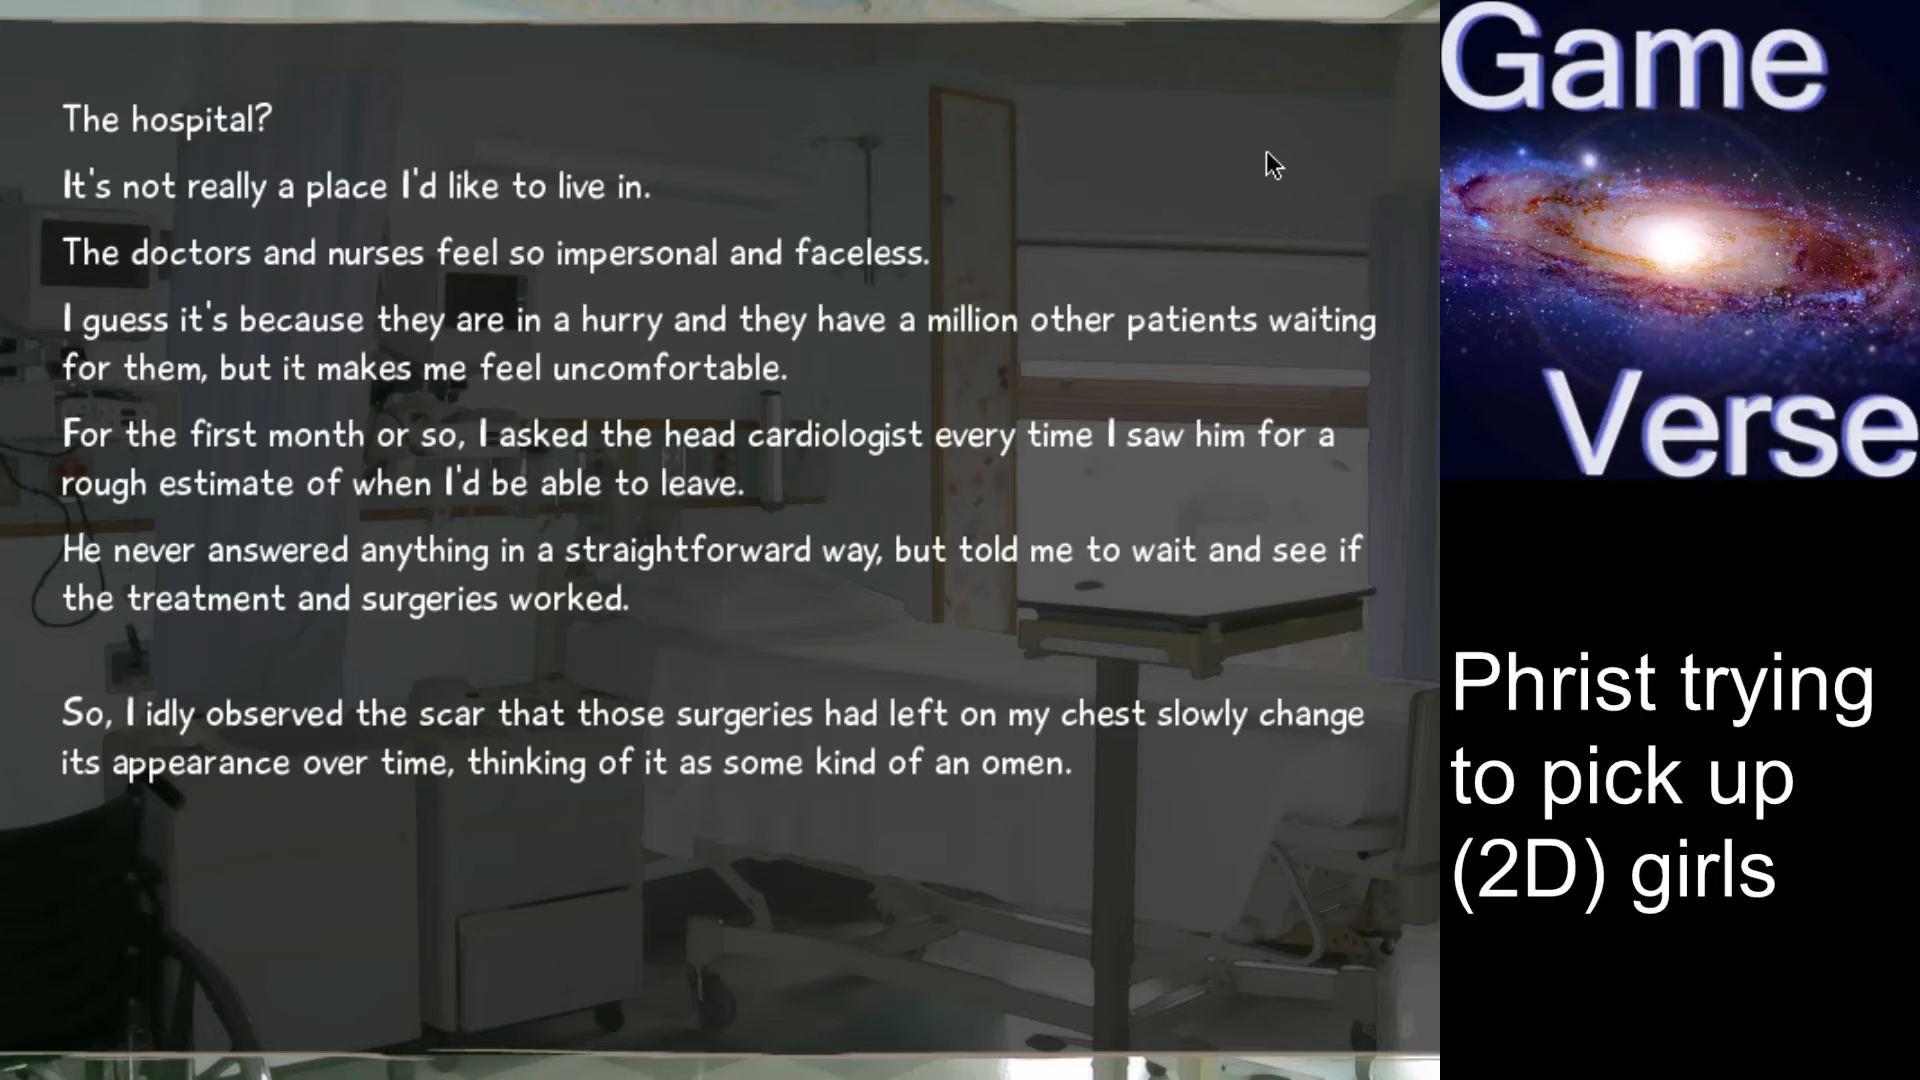 The hospital?
It's not really a place I'd like to live in.
The doctors and nurses feel so impersonal and faceless.
I guess it's because they are in a hurry and they have a million other patients waiting
for them, but it makes me feel uncomfortable.
For the first month or so, I asked the head cardiologist every time I saw him for a
rough estimate of when I'd be able to leave.
He never answered anything in a straightforward way, but told me to wait and see if
the treatment and surgeries worked.
So, I idly observed the scar that those surgeries had left on my chest slowly change
its appearance over time, thinking of it as some kind of an omen.
Game
Verse
Phrist trying
to pick up
(2D) girls